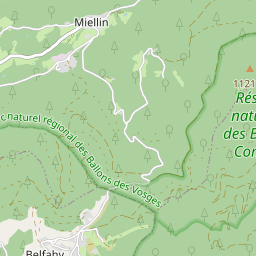 Miellin
1121
Rés
natu
des B
Con
c naturel régional des Ballons des Vosges
Belfahy